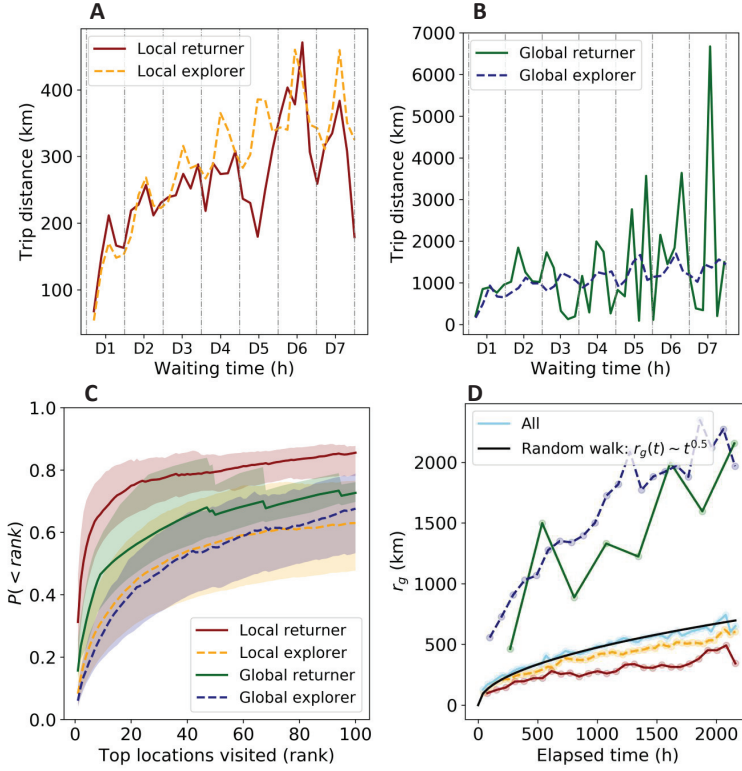 A
Local returner
Local explorer
400
300
200
100
Trip distance (km)
D1 D2 D3 D4 D5 D6 D7
Waiting time (h)
B
Global returner
Global explorer
7000
6000
5000
4000
3000
2000
1000
0
Trip distance (km)
D1 D2 D3 D4 D5 D6 D7
Waiting time (h)
C
1.0
0.8
0.6
0.4
0.2
0.0
P(<rank)
Local returner
Local explorer
Global returner
Global explorer
0 20 40 60 80 100
Top locations visited (rank)
D
All
Random walk: r_g(t) ~ t^0.5
2000
1500
1000
500
0
r_g (km)
0 500 1000 1500 2000
Elapsed time (h)